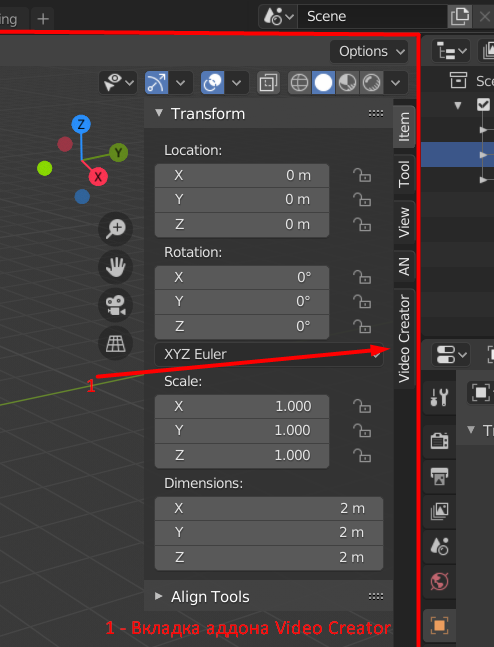 ing +
Scene
Options
Sce
Transform
Item
Tool
View
AN
Video Creator
Z
Y
X
Location:
X 0 m
Y 0 m
Z 0 m
Rotation:
X 0°
Y 0°
Z 0°
XYZ Euler
1
Scale:
X 1.000
Y 1.000
Z 1.000
Tr
Dimensions:
X 2 m
Y 2 m
Z 2 m
Align Tools
1 - Вкладка аддона Video Creator